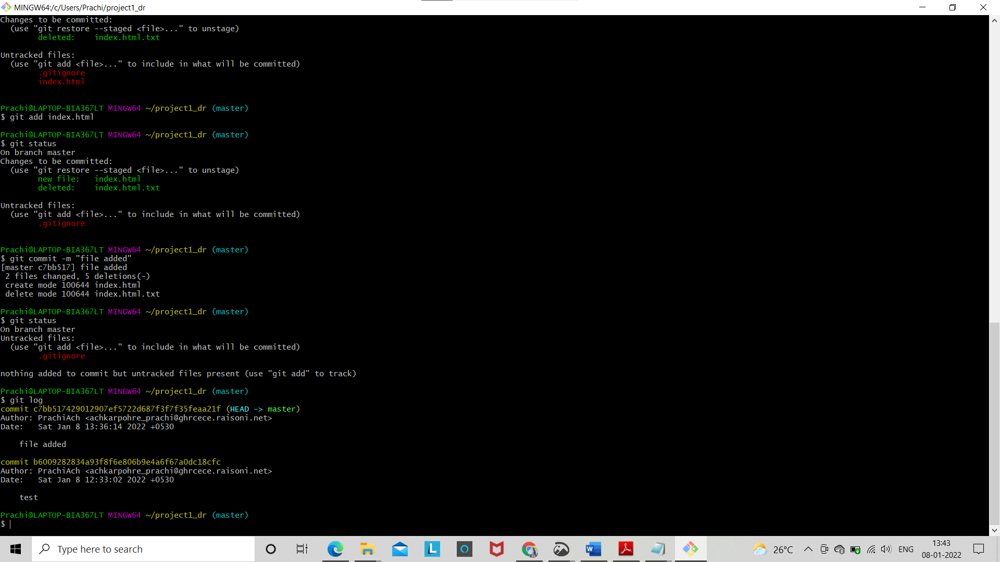 MINGW64:/c/Users/Prachi/project1_dr
Changes to be committed:
  (use "git restore --staged <file>..." to unstage)
        deleted:    index.html.txt

Untracked files:
  (use "git add <file>..." to include in what will be committed)
        .gitignore
        index.html

Prachi@LAPTOP-BIA367LT MINGW64 ~/project1_dr (master)
$ git add index.html

Prachi@LAPTOP-BIA367LT MINGW64 ~/project1_dr (master)
$ git status
On branch master
Changes to be committed:
  (use "git restore --staged <file>..." to unstage)
        new file:   index.html
        deleted:    index.html.txt

Untracked files:
  (use "git add <file>..." to include in what will be committed)
        .gitignore

Prachi@LAPTOP-BIA367LT MINGW64 ~/project1_dr (master)
$ git commit -m "file added"
[master c7bb517] file added
 2 files changed, 5 deletions(-)
 create mode 100644 index.html
 delete mode 100644 index.html.txt

Prachi@LAPTOP-BIA367LT MINGW64 ~/project1_dr (master)
$ git status
On branch master
Untracked files:
  (use "git add <file>..." to include in what will be committed)
        .gitignore

nothing added to commit but untracked files present (use "git add" to track)

Prachi@LAPTOP-BIA367LT MINGW64 ~/project1_dr (master)
$ git log
commit c7bb517429012907ef5722d687f3f7f35feaa21f (HEAD -> master)
Author: PrachiAch <achkarpohre_prachi@ghrcece.raisoni.net>
Date:   Sat Jan 8 13:36:14 2022 +0530

    file added

commit b6009282834a93f8f6e806b9e4a6f67a0dc18cfc
Author: PrachiAch <achkarpohre_prachi@ghrcece.raisoni.net>
Date:   Sat Jan 8 12:33:02 2022 +0530

    test

Prachi@LAPTOP-BIA367LT MINGW64 ~/project1_dr (master)
$
Type here to search
L
W
26°C
ENG
13:43
08-01-2022